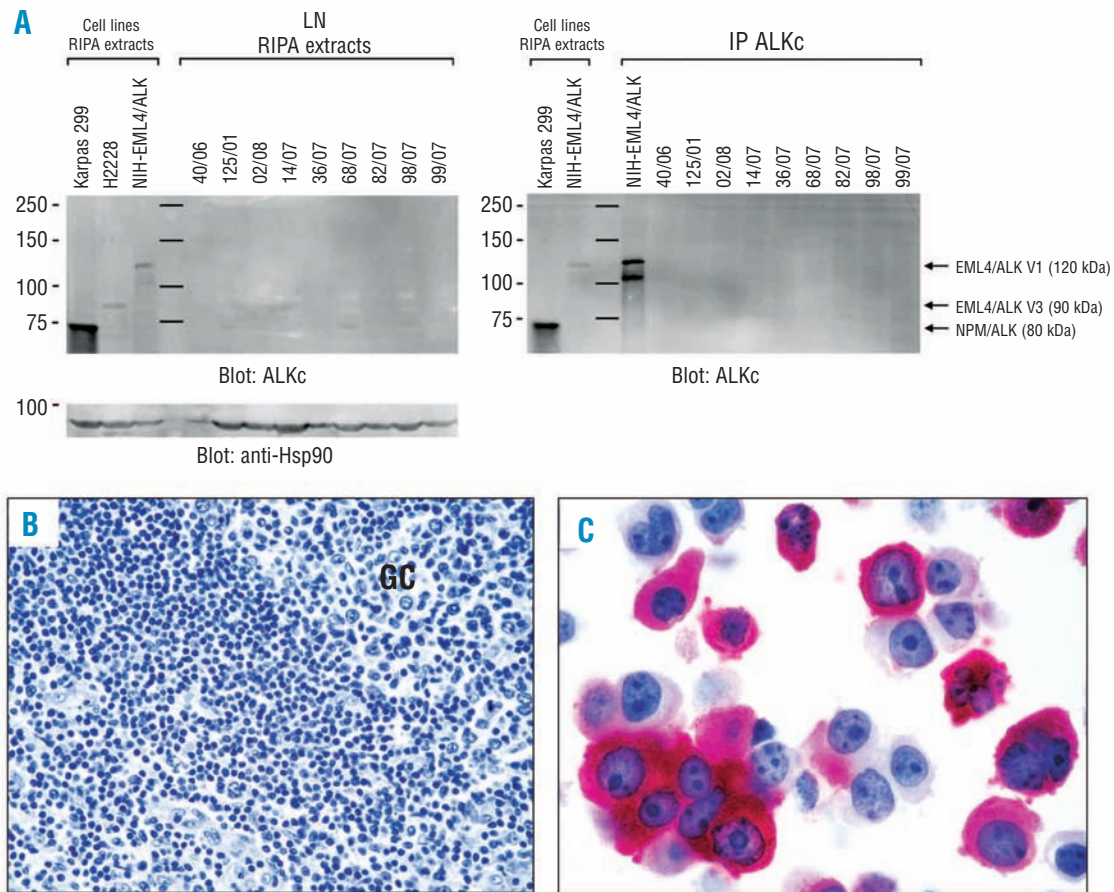 A
Cell lines
RIPA extracts
LN
RIPA extracts
Karpas 299
H2228
NIH-EML4/ALK
40/06
125/01
02/08
14/07
36/07
68/07
82/07
98/07
99/07
250
150
100
75
Blot: ALKc
100
Blot: anti-Hsp90
Cell lines
RIPA extracts
IP ALKc
Karpas 299
NIH-EML4/ALK
NIH-EML4/ALK
40/06
125/01
02/08
14/07
36/07
68/07
82/07
98/07
99/07
250
150
100
75
EML4/ALK V1 (120 kDa)
EML4/ALK V3 (90 kDa)
NPM/ALK (80 kDa)
Blot: ALKc
B
GC
C